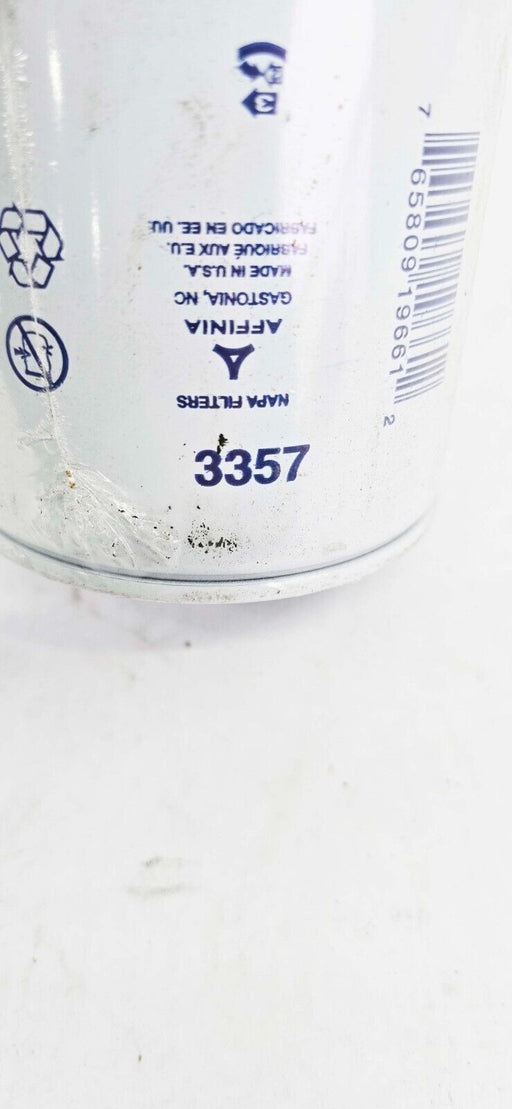 3357
NAPA FILTERS
AFFINIA
GASTONIA, NC
MADE IN U.S.A.
FABRIQUÉ AUX E.U.
FABRICADO EN EE. UU.
7 65809 19661 2